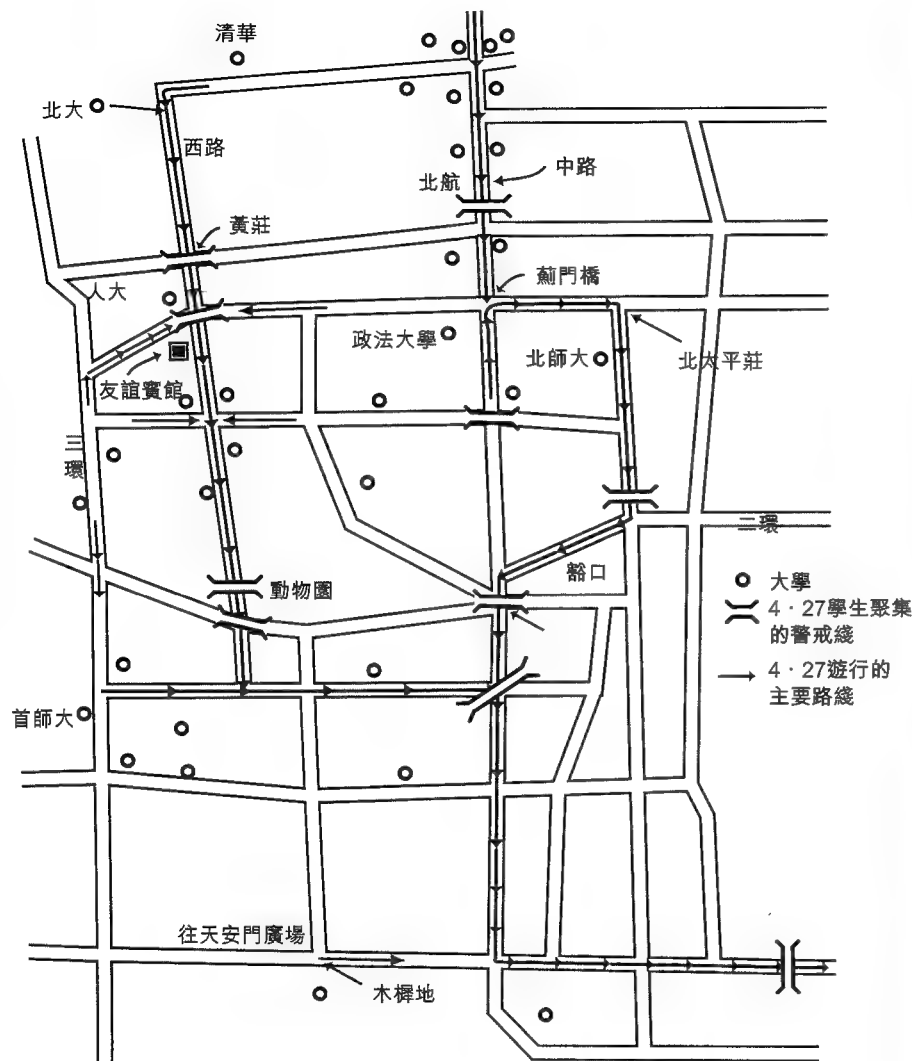 清華
北大
西路
北航
中路
黃莊
人大
薊門橋
政法大學
北師大
北太平莊
友誼賓館
三
環
二環
豁口
動物園
大學
4·27學生聚集
的警戒綫
4·27遊行的
主要路綫
首師大
往天安門廣場
木樨地